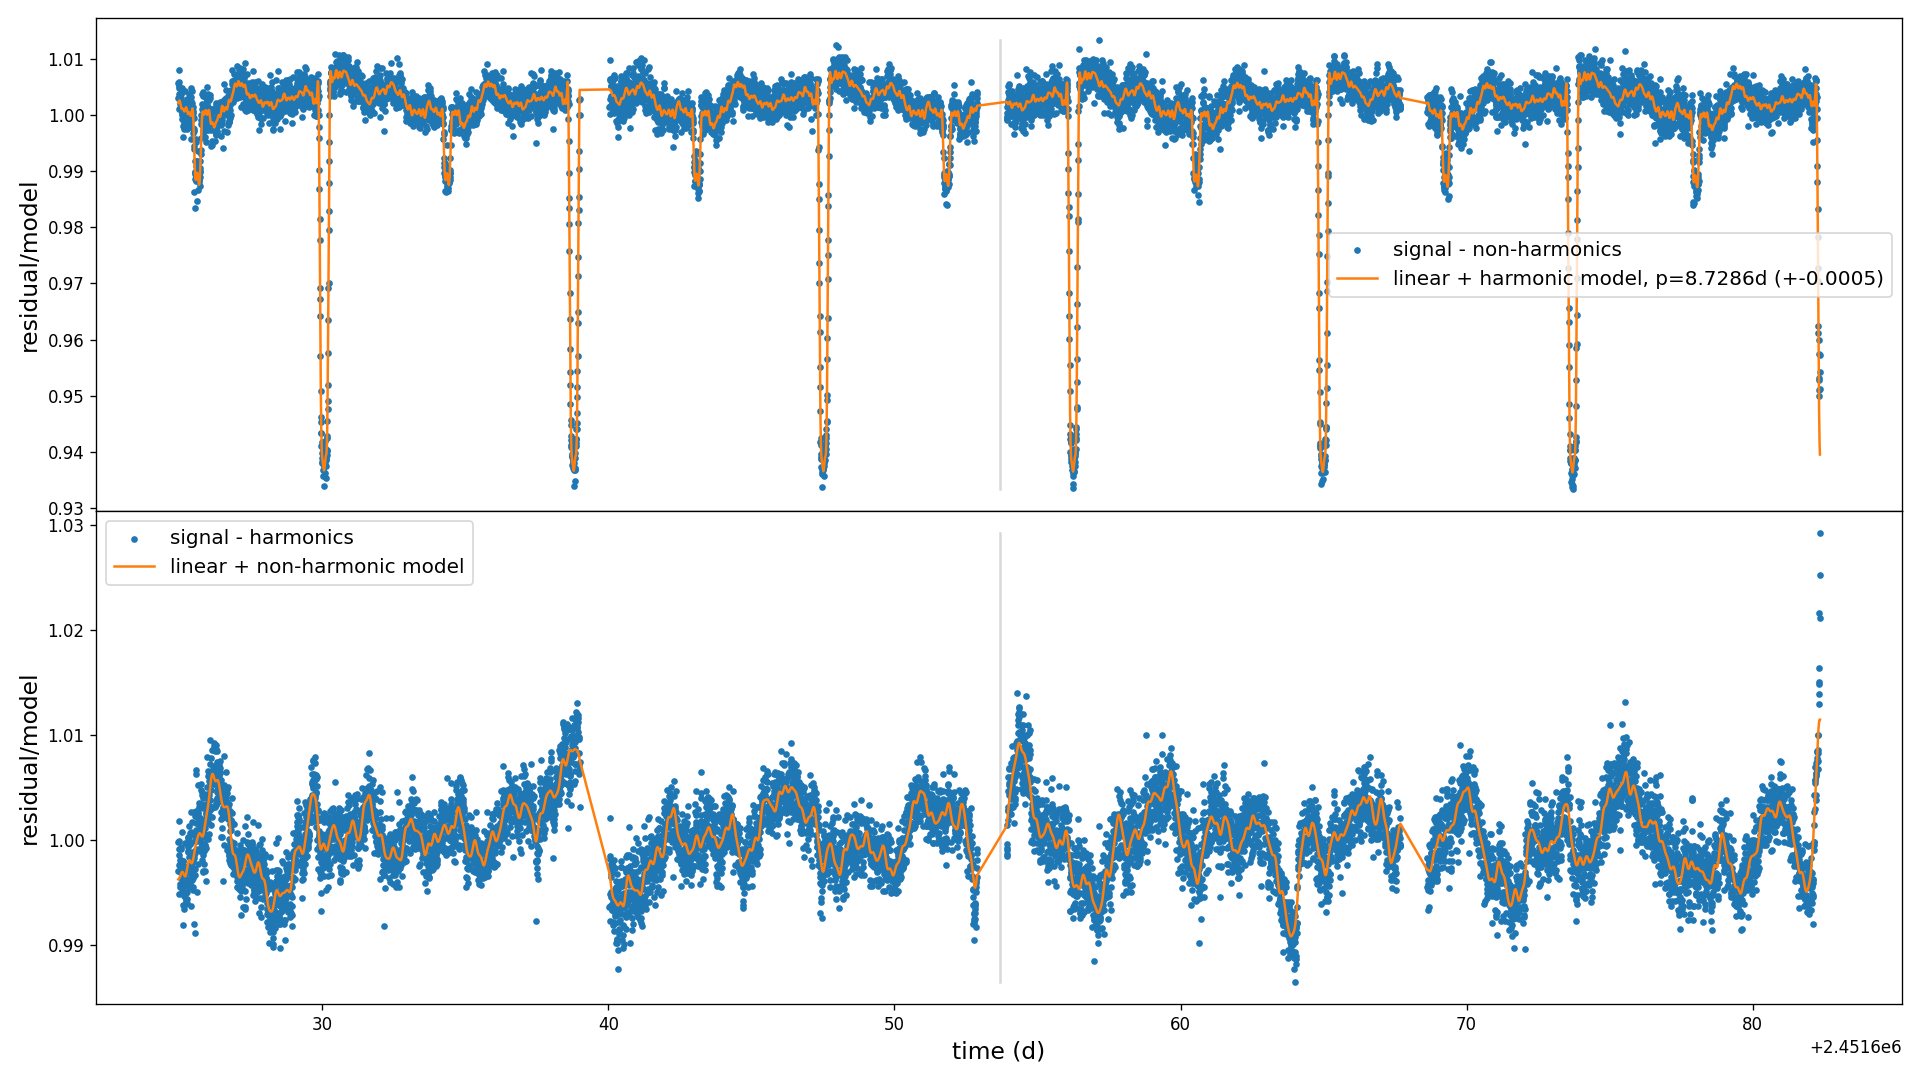 1.01
1.00
0.99
0.98
0.97
0.96
0.95
0.94
0.93
residual/model
signal - non-harmonics
linear + harmonic model, p=8.7286d (+-0.0005)
1.03
1.02
1.01
1.00
0.99
residual/model
signal - harmonics
linear + non-harmonic model
30 40 50 60 70 80
time (d)
+2.4516e6